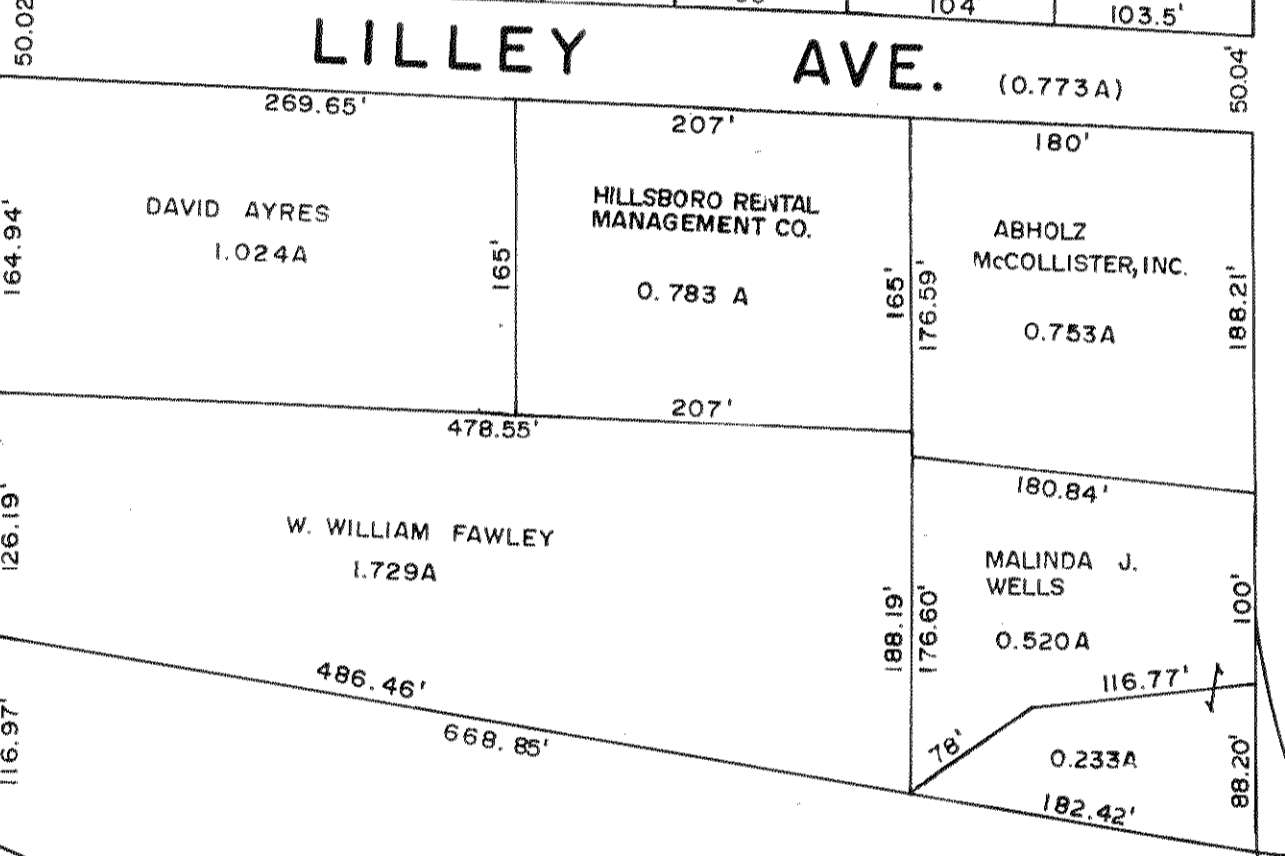 104
103.5'
50.02
LILLEY AVE. (0.773A)
50.04'
269.65'
207'
180'
DAVID AYRES
1.024A
164.94'
165'
HILLSBORO RENTAL
MANAGEMENT CO.
0.783 A
165'
176.59'
ABHOLZ
McCOLLISTER, INC.
0.753A
188.21'
207'
478.55'
180.84'
126.19'
W. WILLIAM FAWLEY
1.729A
188.19'
176.60'
MALINDA J.
WELLS
0.520A
100'
116.77'
486.46'
668.85'
116.97'
78'
0.233A
88.20'
182.42'